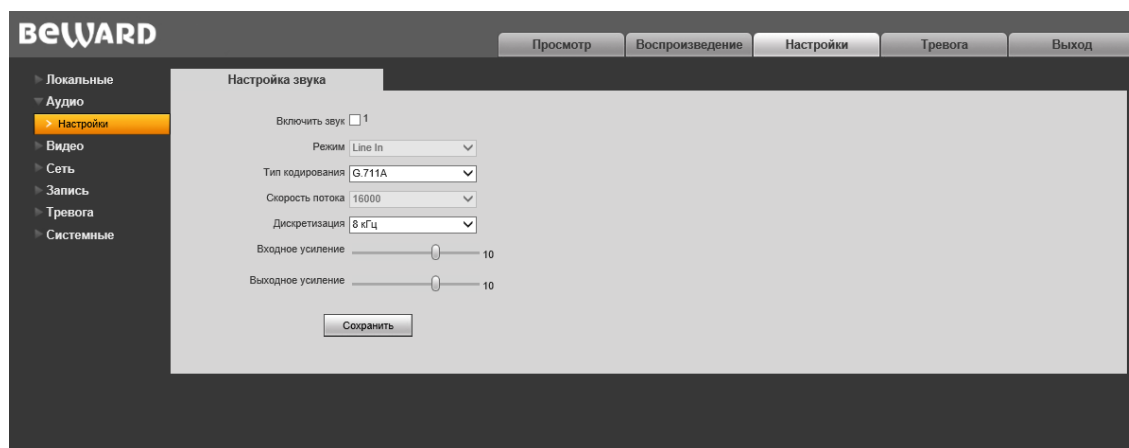 BEWARD
Просмотр
Воспроизведение
Настройки
Тревога
Выход
Локальные
Аудио
> Настройки
Видео
Сеть
Запись
Тревога
Системные
Настройка звука
Включить звук 1
Режим Line In
Тип кодирования G.711A
Скорость потока 16000
Дискретизация 8 кГц
Входное усиление 10
Выходное усиление 10
Сохранить